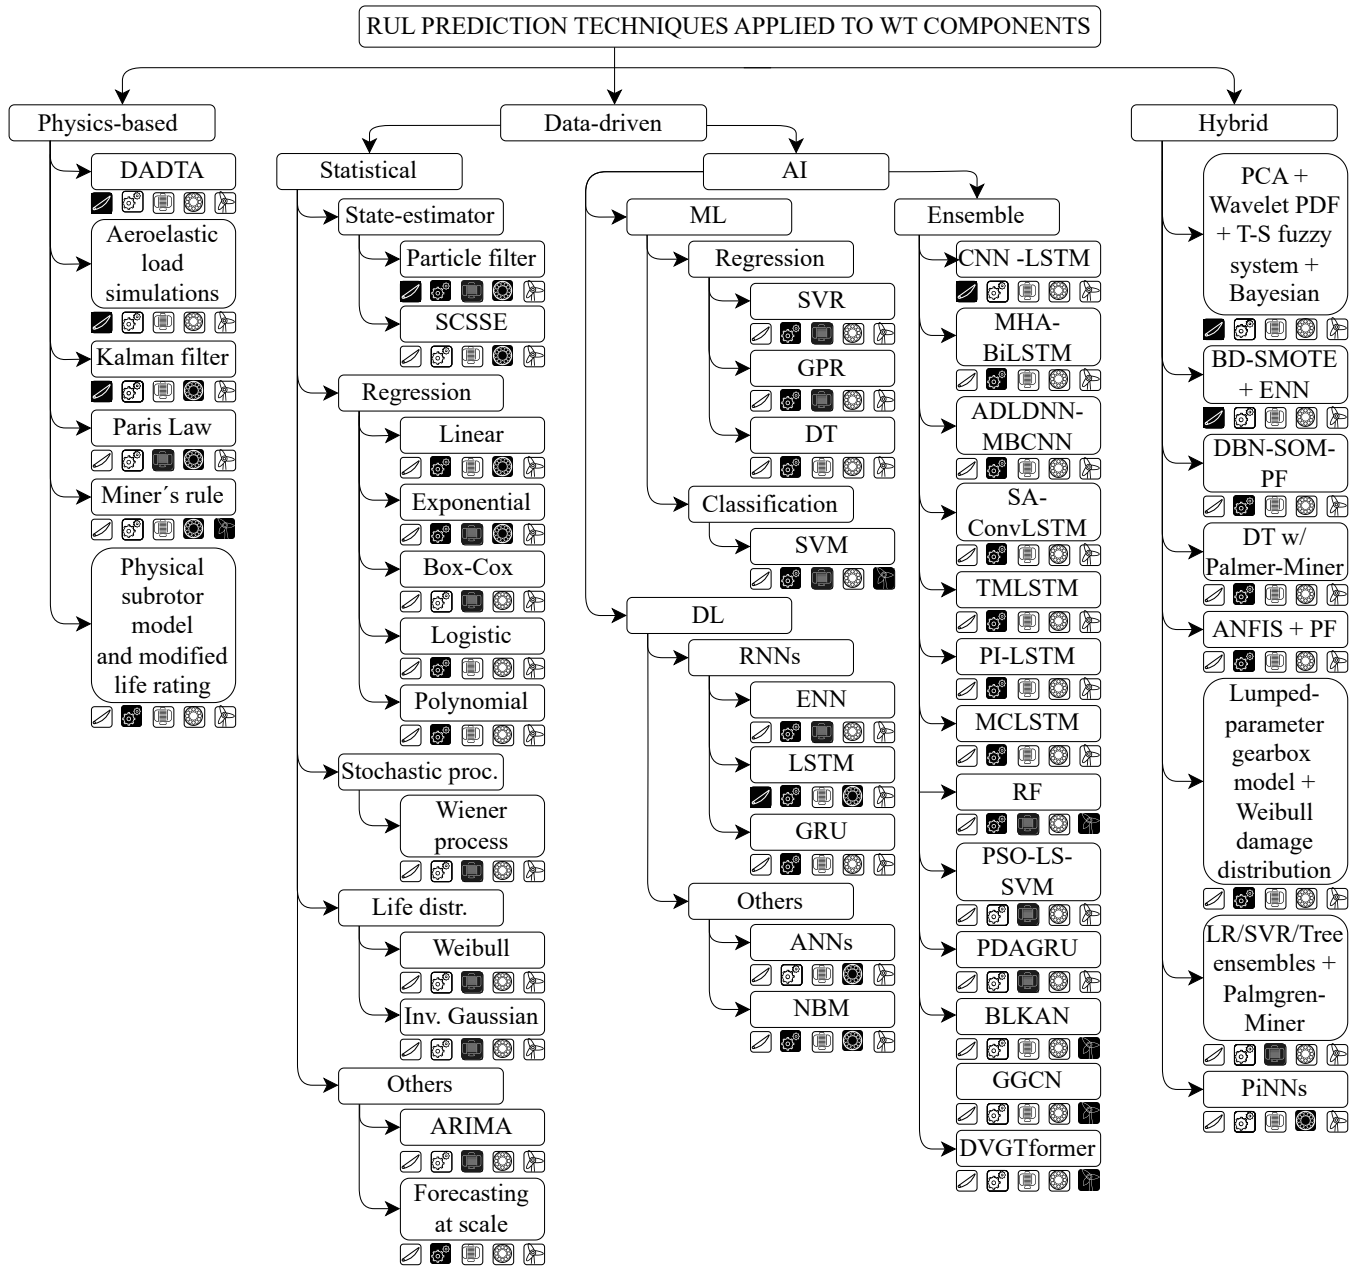 RUL PREDICTION TECHNIQUES APPLIED TO WT COMPONENTS
Physics-based
DADTA
Aeroelastic
load
simulations
Kalman filter
Paris Law
Miner´s rule
Physical
subrotor
model
and modified
life rating
Data-driven
Statistical
State-estimator
Particle filter
SCSSE
Regression
Linear
Exponential
Box-Cox
Logistic
Polynomial
Stochastic proc.
Wiener
process
Life distr.
Weibull
Inv. Gaussian
Others
ARIMA
Forecasting
at scale
AI
ML
Regression
SVR
GPR
DT
Classification
SVM
DL
RNNs
ENN
LSTM
GRU
Others
ANNs
NBM
Ensemble
CNN -LSTM
MHA-
BiLSTM
ADLDNN-
MBCNN
SA-
ConvLSTM
TMLSTM
PI-LSTM
MCLSTM
RF
PSO-LS-
SVM
PDAGRU
BLKAN
GGCN
DVGTformer
Hybrid
PCA +
Wavelet PDF
+ T-S fuzzy
system +
Bayesian
BD-SMOTE
+ ENN
DBN-SOM-
PF
DT w/
Palmer-Miner
ANFIS + PF
Lumped-
parameter
gearbox
model +
Weibull
damage
distribution
LR/SVR/Tree
ensembles +
Palmgren-
Miner
PiNNs